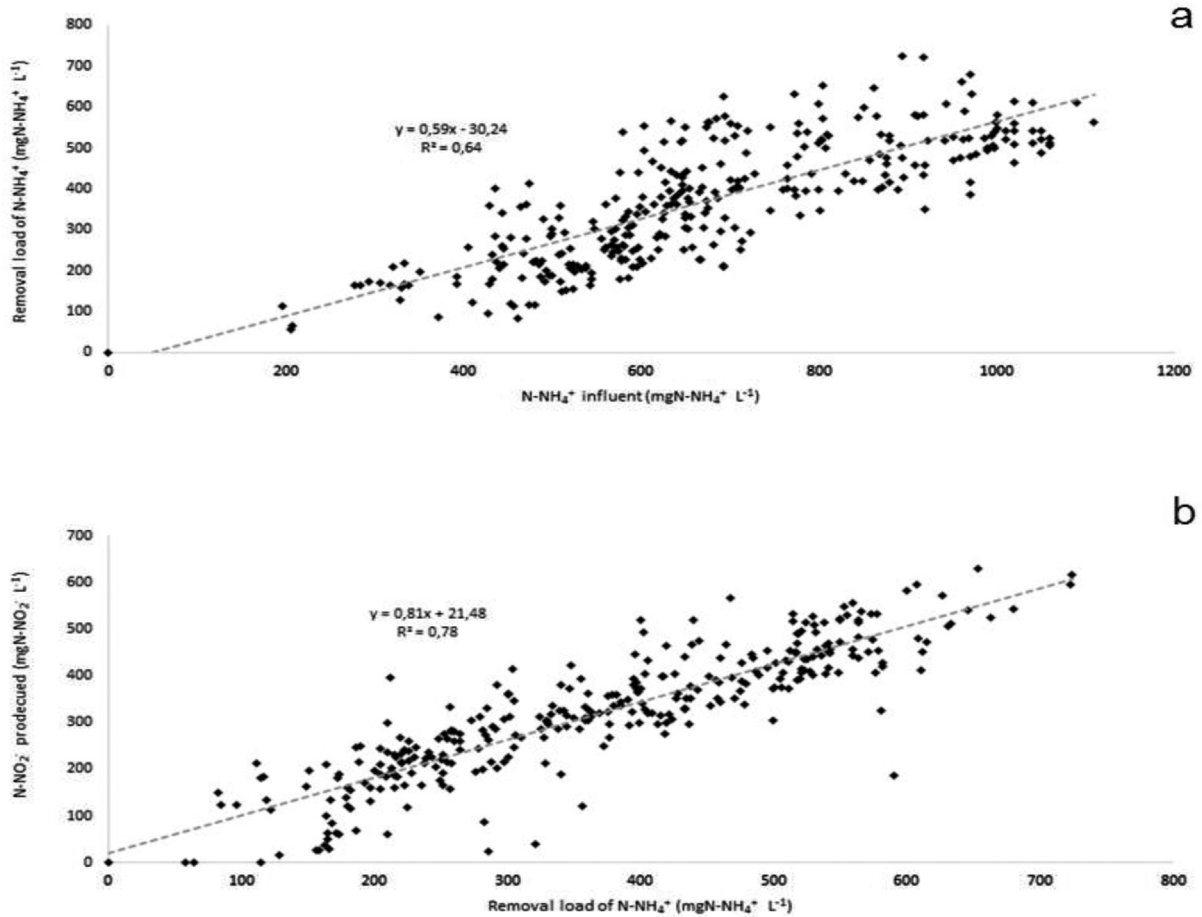 a
800
700
600
500
400
300
200
100
0
Removal load of N-NH₄⁺ (mgN-NH₄⁺ L⁻¹)
y = 0,59x - 30,24
R² = 0,64
0 200 400 600 800 1000 1200
N-NH₄⁺ influent (mgN-NH₄⁺ L⁻¹)
b
700
600
500
400
300
200
100
0
N-NO₂⁻ prodecued (mgN-NO₂⁻ L⁻¹)
y = 0,81x + 21,48
R² = 0,78
0 100 200 300 400 500 600 700 800
Removal load of N-NH₄⁺ (mgN-NH₄⁺ L⁻¹)